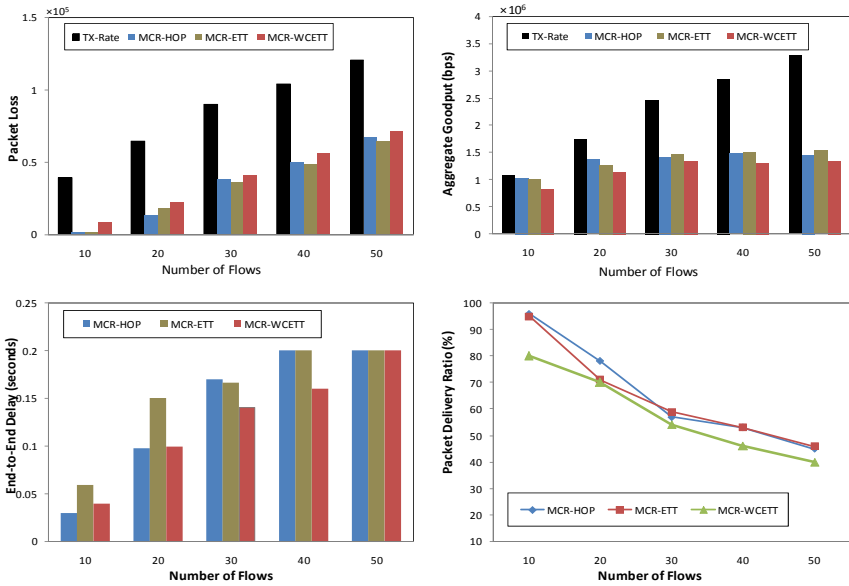 ×10⁵
1.5
1
0.5
0
Packet Loss
TX-Rate MCR-HOP MCR-ETT MCR-WCETT
10 20 30 40 50
Number of Flows
×10⁶
4
3.5
3
2.5
2
1.5
1
0.5
0
Aggregate Goodput (bps)
TX-Rate MCR-HOP MCR-ETT MCR-WCETT
10 20 30 40 50
Number of Flows
0.25
0.2
0.15
0.1
0.05
0
End-to-End Delay (seconds)
MCR-HOP MCR-ETT MCR-WCETT
10 20 30 40 50
Number of Flows
100
90
80
70
60
50
40
30
20
10
Packet Delivery Ratio (%)
MCR-HOP MCR-ETT MCR-WCETT
10 20 30 40 50
Number of Flows